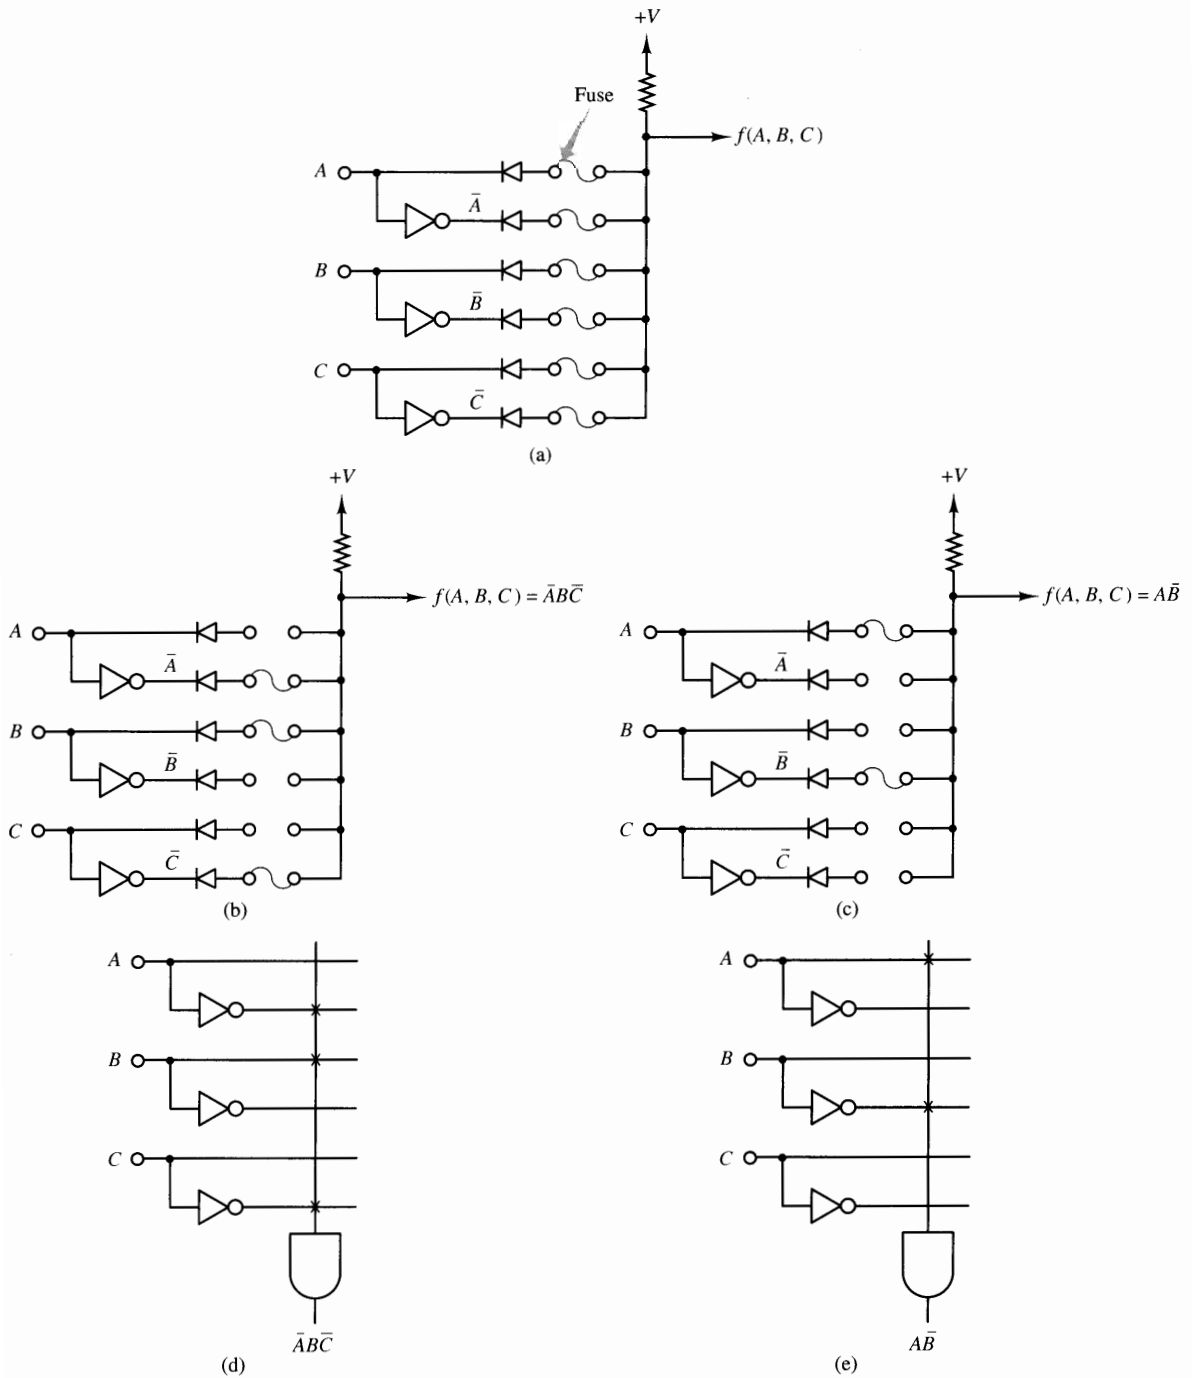 +V
Fuse
f(A, B, C)
A
Ā
B
B̄
C
C̄
(a)
+V
f(A, B, C) = ĀBC̄
A
Ā
B
B̄
C
C̄
(b)
+V
f(A, B, C) = AB̄
A
Ā
B
B̄
C
C̄
(c)
A
B
C
ĀBC̄
(d)
A
B
C
AB̄
(e)